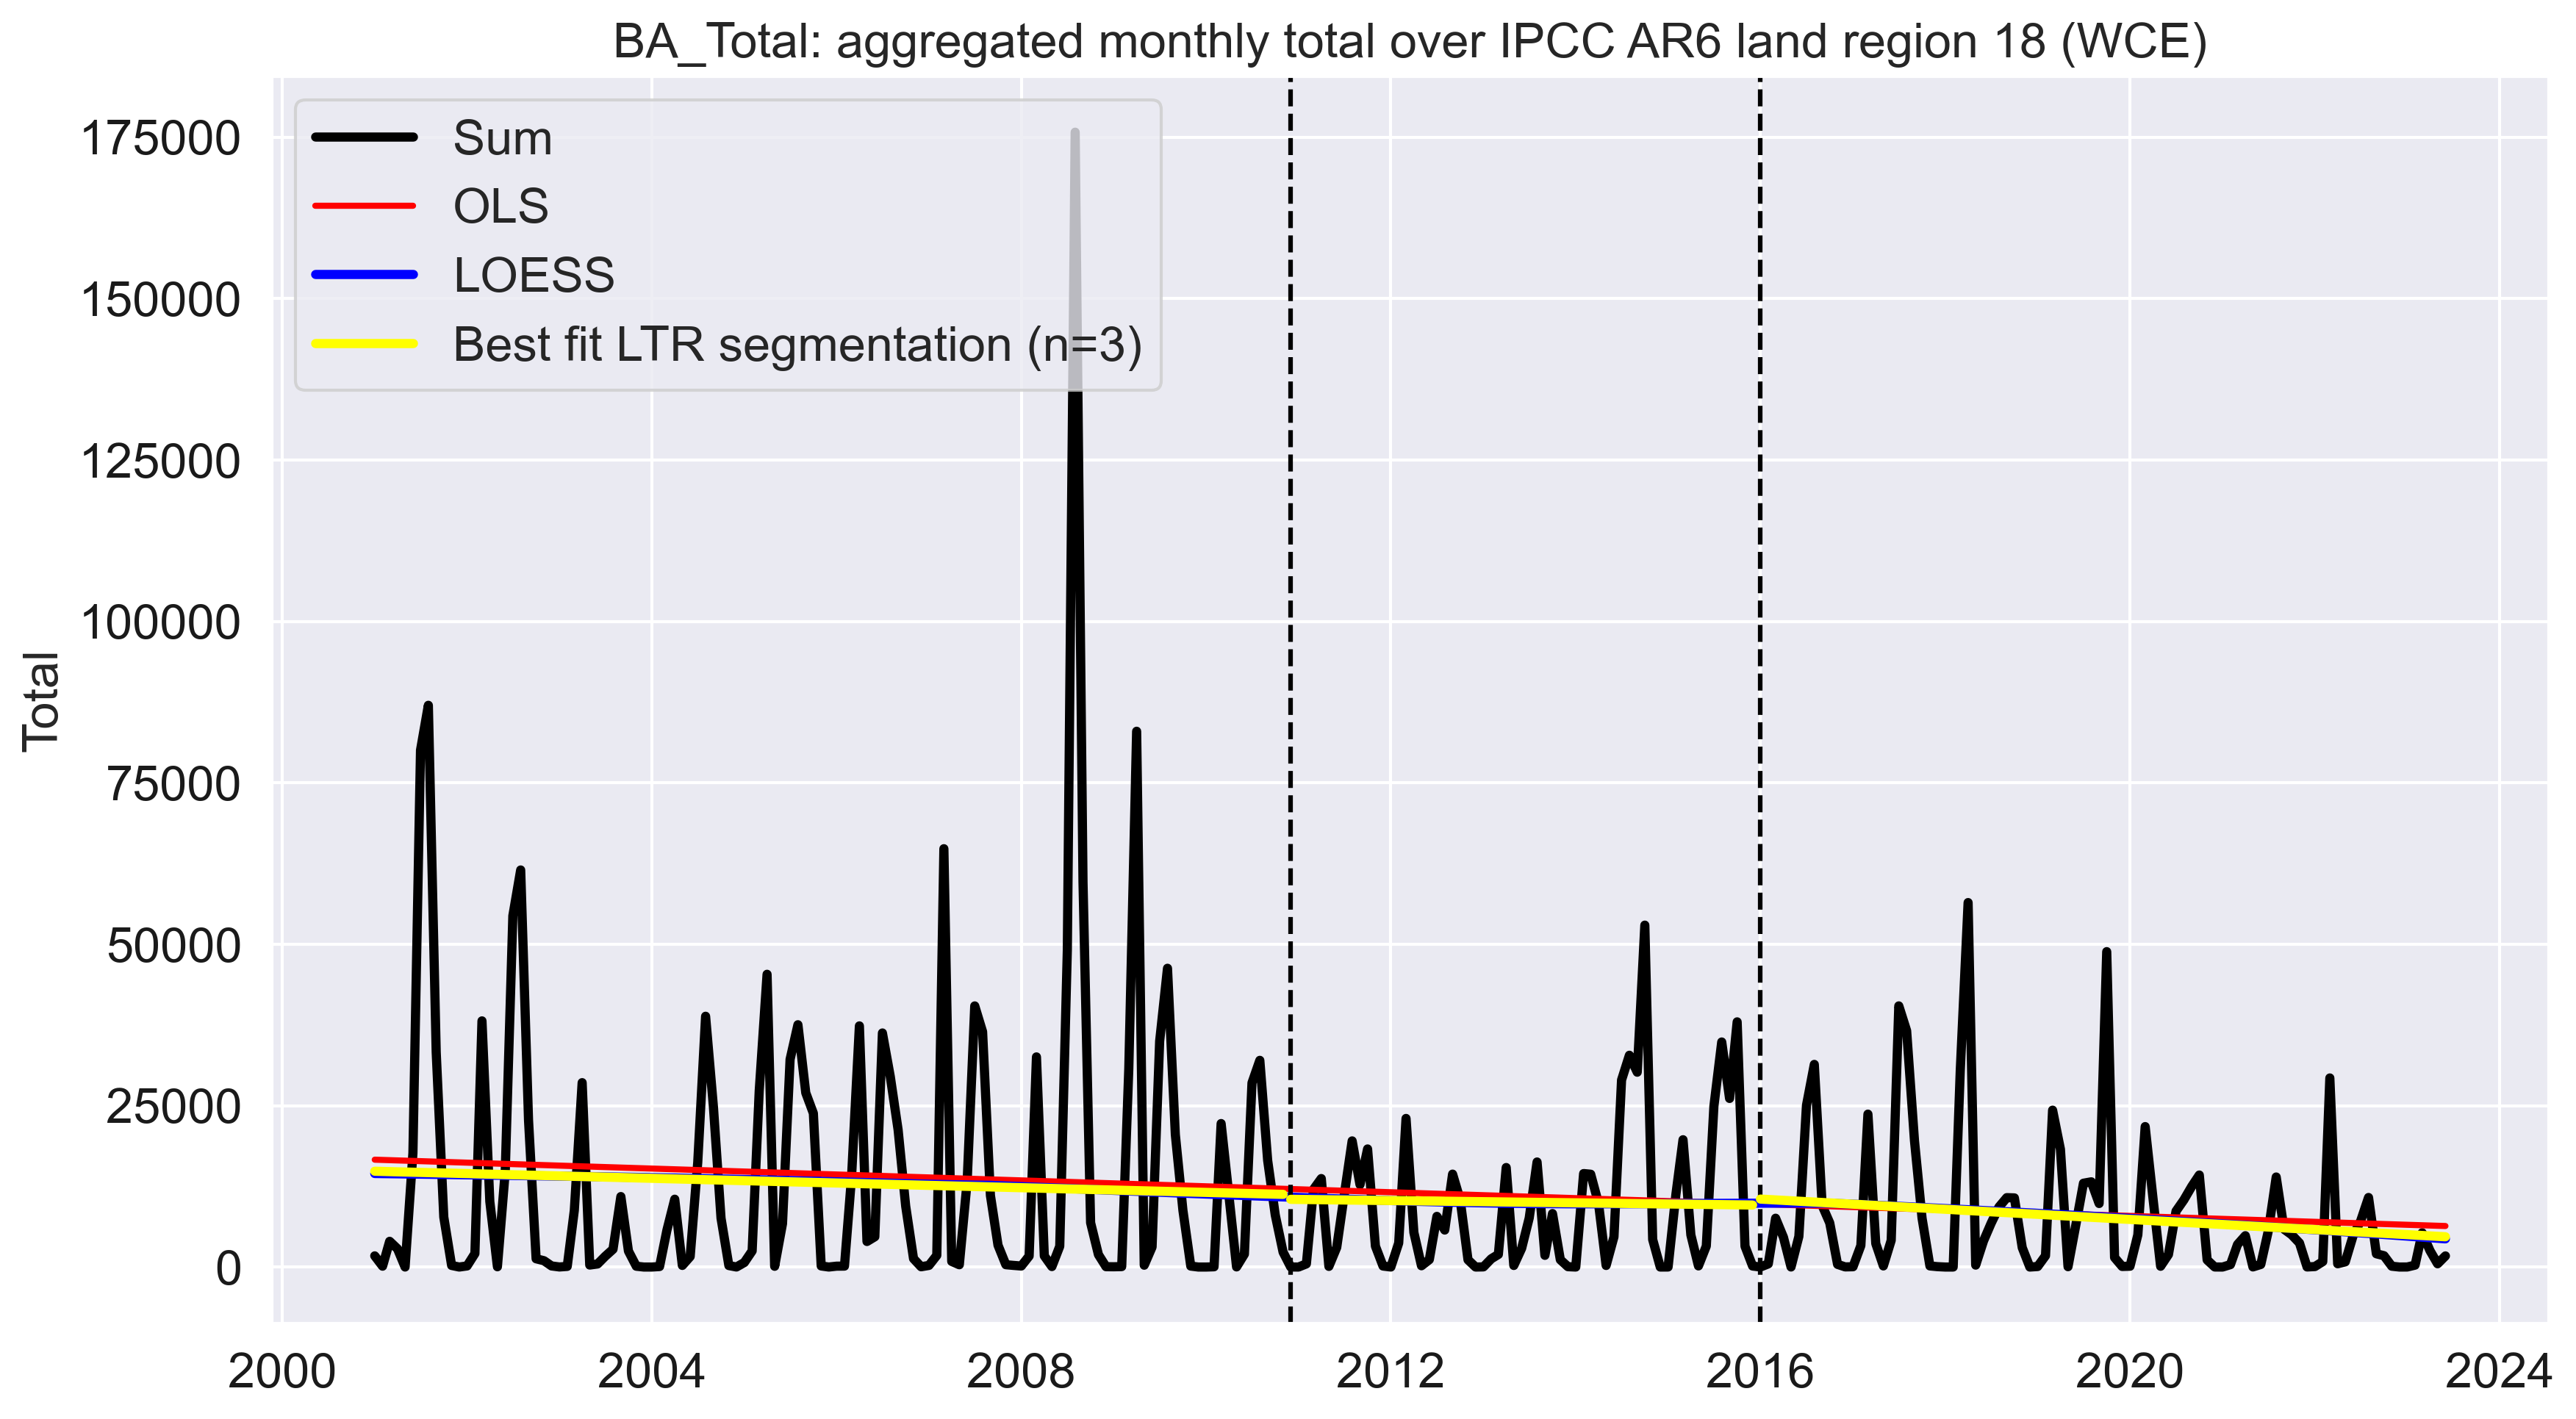 BA_Total: aggregated monthly total over IPCC AR6 land region 18 (WCE)
Sum
OLS
LOESS
Best fit LTR segmentation (n=3)
Total
175000
150000
125000
100000
75000
50000
25000
0
2000
2004
2008
2012
2016
2020
2024